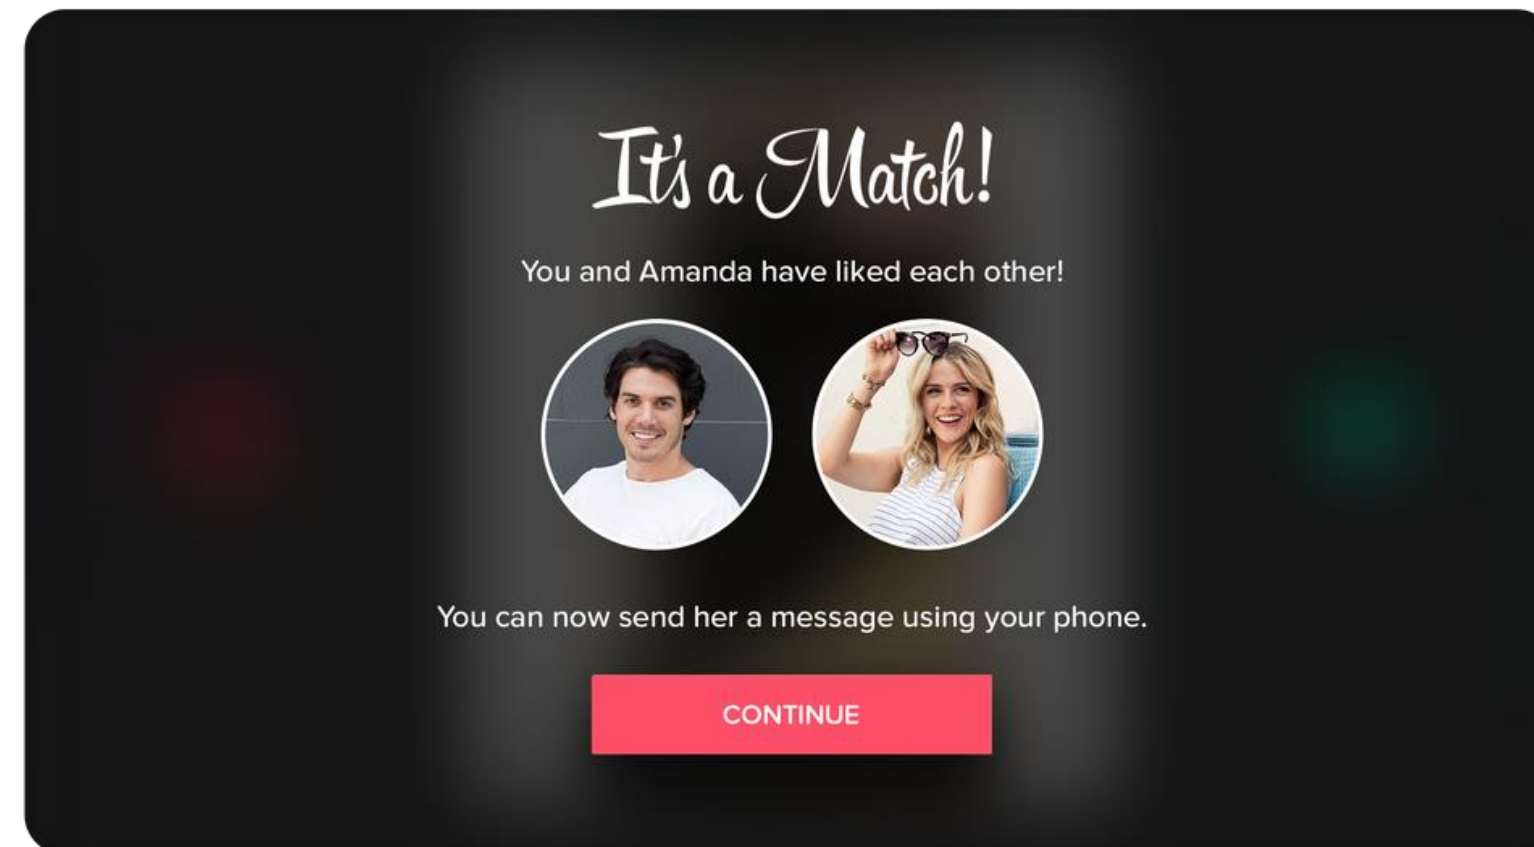 It's a Match!
You and Amanda have liked each other!
You can now send her a message using your phone.
CONTINUE